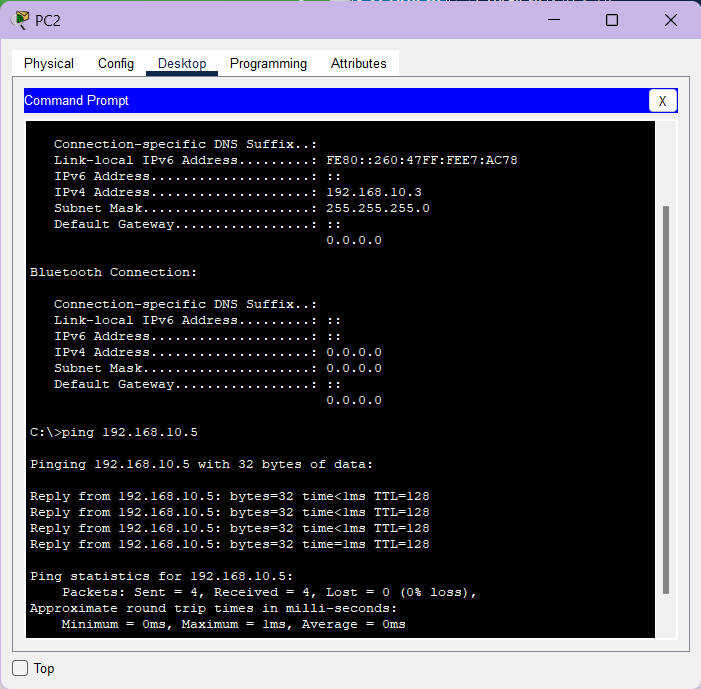 PC2
Physical Config Desktop Programming Attributes
Command Prompt X
Connection-specific DNS Suffix..:
Link-local IPv6 Address.........: FE80::260:47FF:FEE7:AC78
IPv6 Address....................: ::
IPv4 Address....................: 192.168.10.3
Subnet Mask.....................: 255.255.255.0
Default Gateway.................: ::
0.0.0.0
Bluetooth Connection:
Connection-specific DNS Suffix..:
Link-local IPv6 Address.........: ::
IPv6 Address....................: ::
IPv4 Address....................: 0.0.0.0
Subnet Mask.....................: 0.0.0.0
Default Gateway.................: ::
0.0.0.0
C:\>ping 192.168.10.5
Pinging 192.168.10.5 with 32 bytes of data:
Reply from 192.168.10.5: bytes=32 time<1ms TTL=128
Reply from 192.168.10.5: bytes=32 time<1ms TTL=128
Reply from 192.168.10.5: bytes=32 time<1ms TTL=128
Reply from 192.168.10.5: bytes=32 time=1ms TTL=128
Ping statistics for 192.168.10.5:
Packets: Sent = 4, Received = 4, Lost = 0 (0% loss),
Approximate round trip times in milli-seconds:
Minimum = 0ms, Maximum = 1ms, Average = 0ms
Top